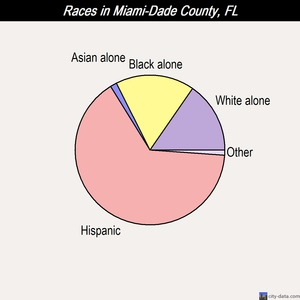 Races in Miami-Dade County, FL
Asian alone
Black alone
White alone
Other
Hispanic
city-data.com